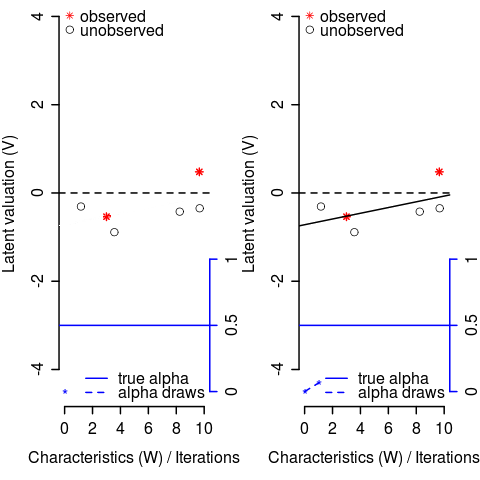 observed
unobserved
Latent valuation (V)
4
2
0
-2
-4
1
0.5
0
true alpha
alpha draws
0 2 4 6 8 10
Characteristics (W) / Iterations
observed
unobserved
Latent valuation (V)
4
2
0
-2
-4
1
0.5
0
true alpha
alpha draws
0 2 4 6 8 10
Characteristics (W) / Iterations